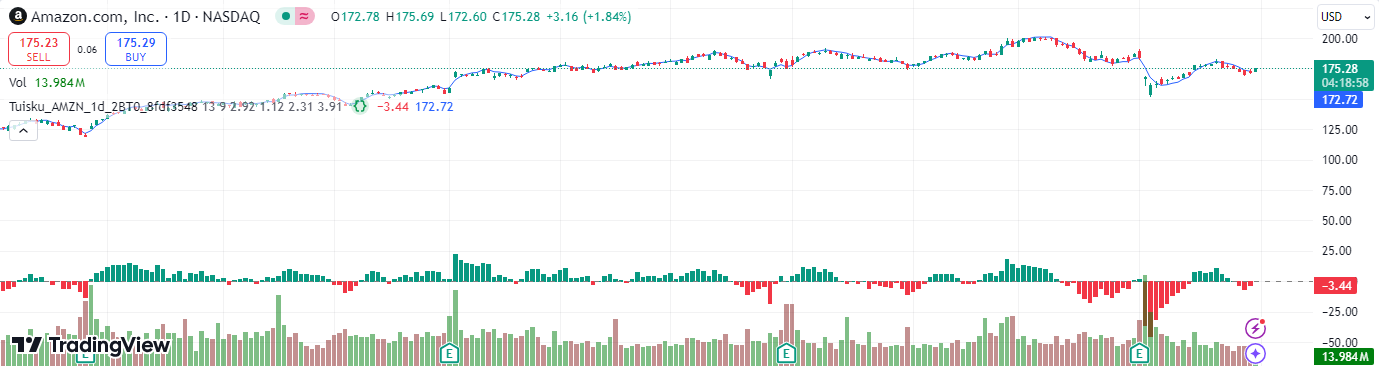 Amazon.com, Inc. · 1D · NASDAQ O172.78 H175.69 L172.60 C175.28 +3.16 (+1.84%) USD
175.23 SELL 0.06 175.29 BUY
Vol 13.984M
Tuisku_AMZN_1d_2BT0_8fdf3548 13 9 2.92 1.12 2.31 3.91 −3.44 172.72
200.00
175.28
04:18:58
172.72
125.00
100.00
75.00
50.00
25.00
−3.44
−25.00
−50.00
13.984M
TradingView
E E E E